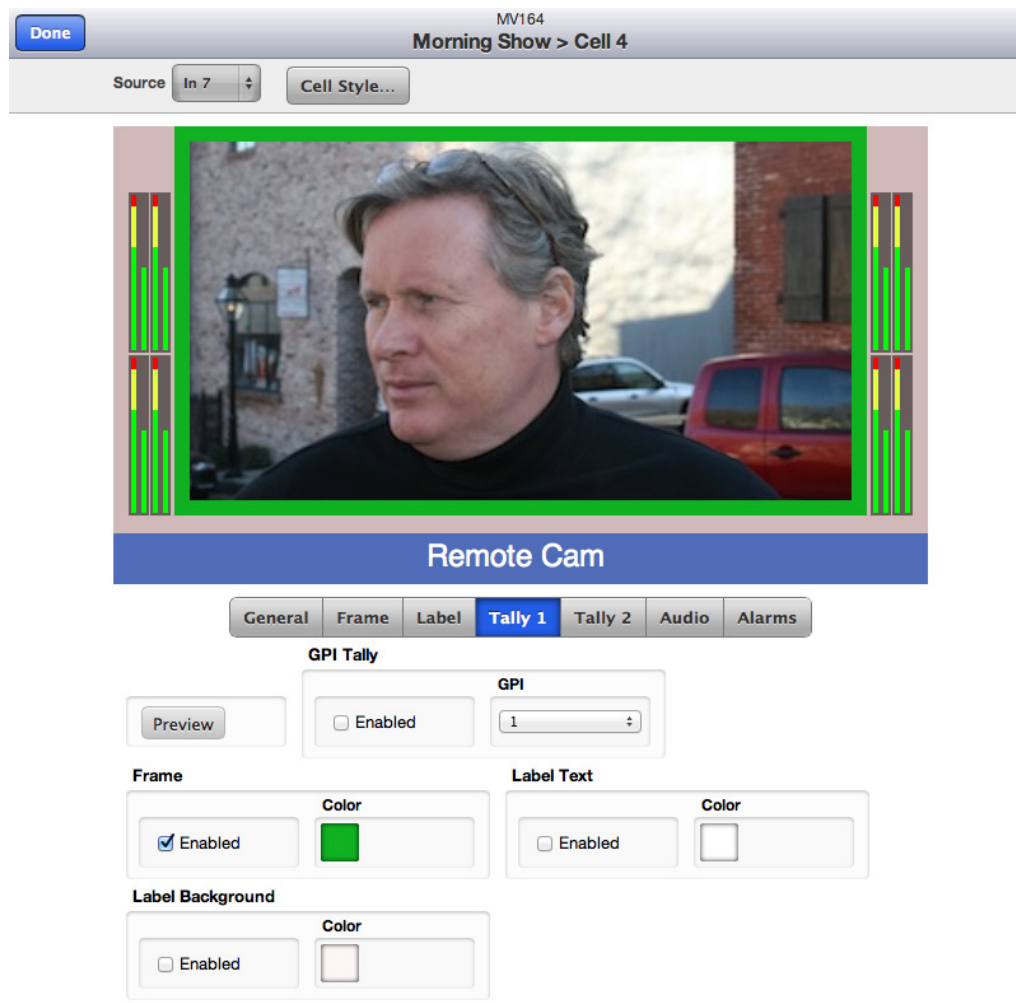 MV164
Done
Morning Show > Cell 4
Source In 7 Cell Style...
Remote Cam
General Frame Label Tally 1 Tally 2 Audio Alarms
GPI Tally
GPI
Preview Enabled 1
Frame Label Text
Color Color
Enabled Enabled
Label Background
Color
Enabled